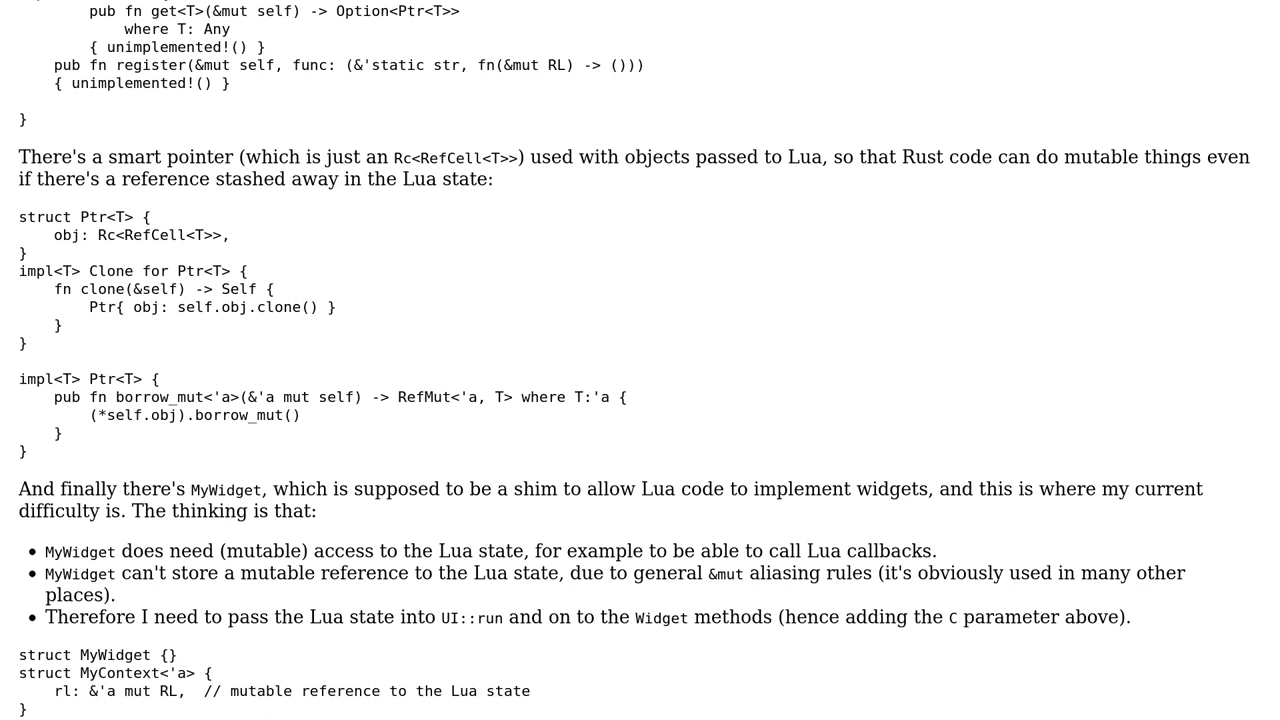 pub fn get<T>(&mut self) -> Option<Ptr<T>>
            where T: Any
        { unimplemented!() }
    pub fn register(&mut self, func: (&'static str, fn(&mut RL) -> ()))
    { unimplemented!() }

}
There's a smart pointer (which is just an Rc<RefCell<T>>) used with objects passed to Lua, so that Rust code can do mutable things even
if there's a reference stashed away in the Lua state:
struct Ptr<T> {
    obj: Rc<RefCell<T>>,
}
impl<T> Clone for Ptr<T> {
    fn clone(&self) -> Self {
        Ptr{ obj: self.obj.clone() }
    }
}

impl<T> Ptr<T> {
    pub fn borrow_mut<'a>(&'a mut self) -> RefMut<'a, T> where T:'a {
        (*self.obj).borrow_mut()
    }
}
And finally there's MyWidget, which is supposed to be a shim to allow Lua code to implement widgets, and this is where my current
difficulty is. The thinking is that:
• MyWidget does need (mutable) access to the Lua state, for example to be able to call Lua callbacks.
• MyWidget can't store a mutable reference to the Lua state, due to general &mut aliasing rules (it's obviously used in many other
places).
• Therefore I need to pass the Lua state into UI::run and on to the Widget methods (hence adding the C parameter above).
struct MyWidget {}
struct MyContext<'a> {
    rl: &'a mut RL,  // mutable reference to the Lua state
}